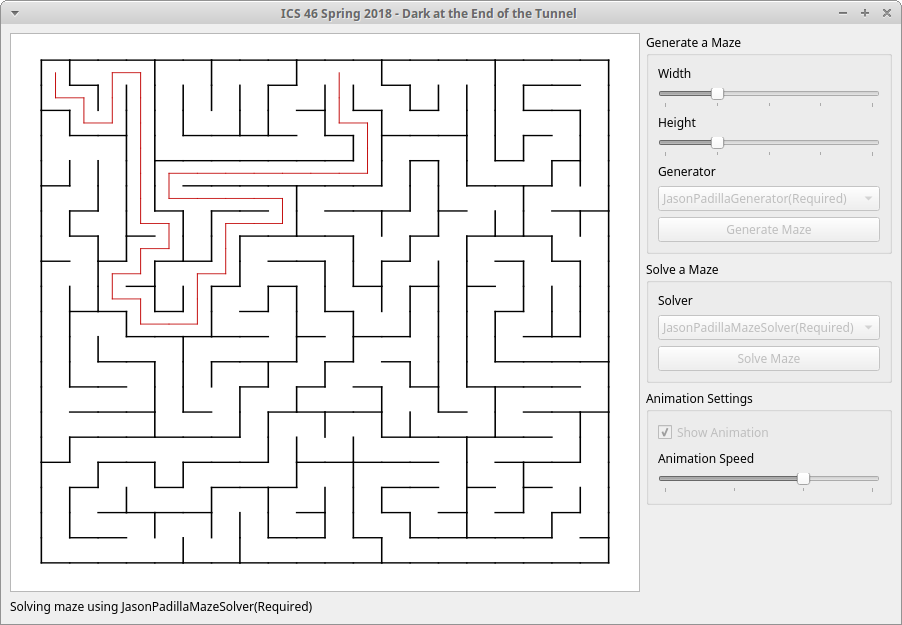 ICS 46 Spring 2018 - Dark at the End of the Tunnel
Generate a Maze
Width
Height
Generator
JasonPadillaGenerator(Required)
Generate Maze
Solve a Maze
Solver
JasonPadillaMazeSolver(Required)
Solve Maze
Animation Settings
Show Animation
Animation Speed
Solving maze using JasonPadillaMazeSolver(Required)